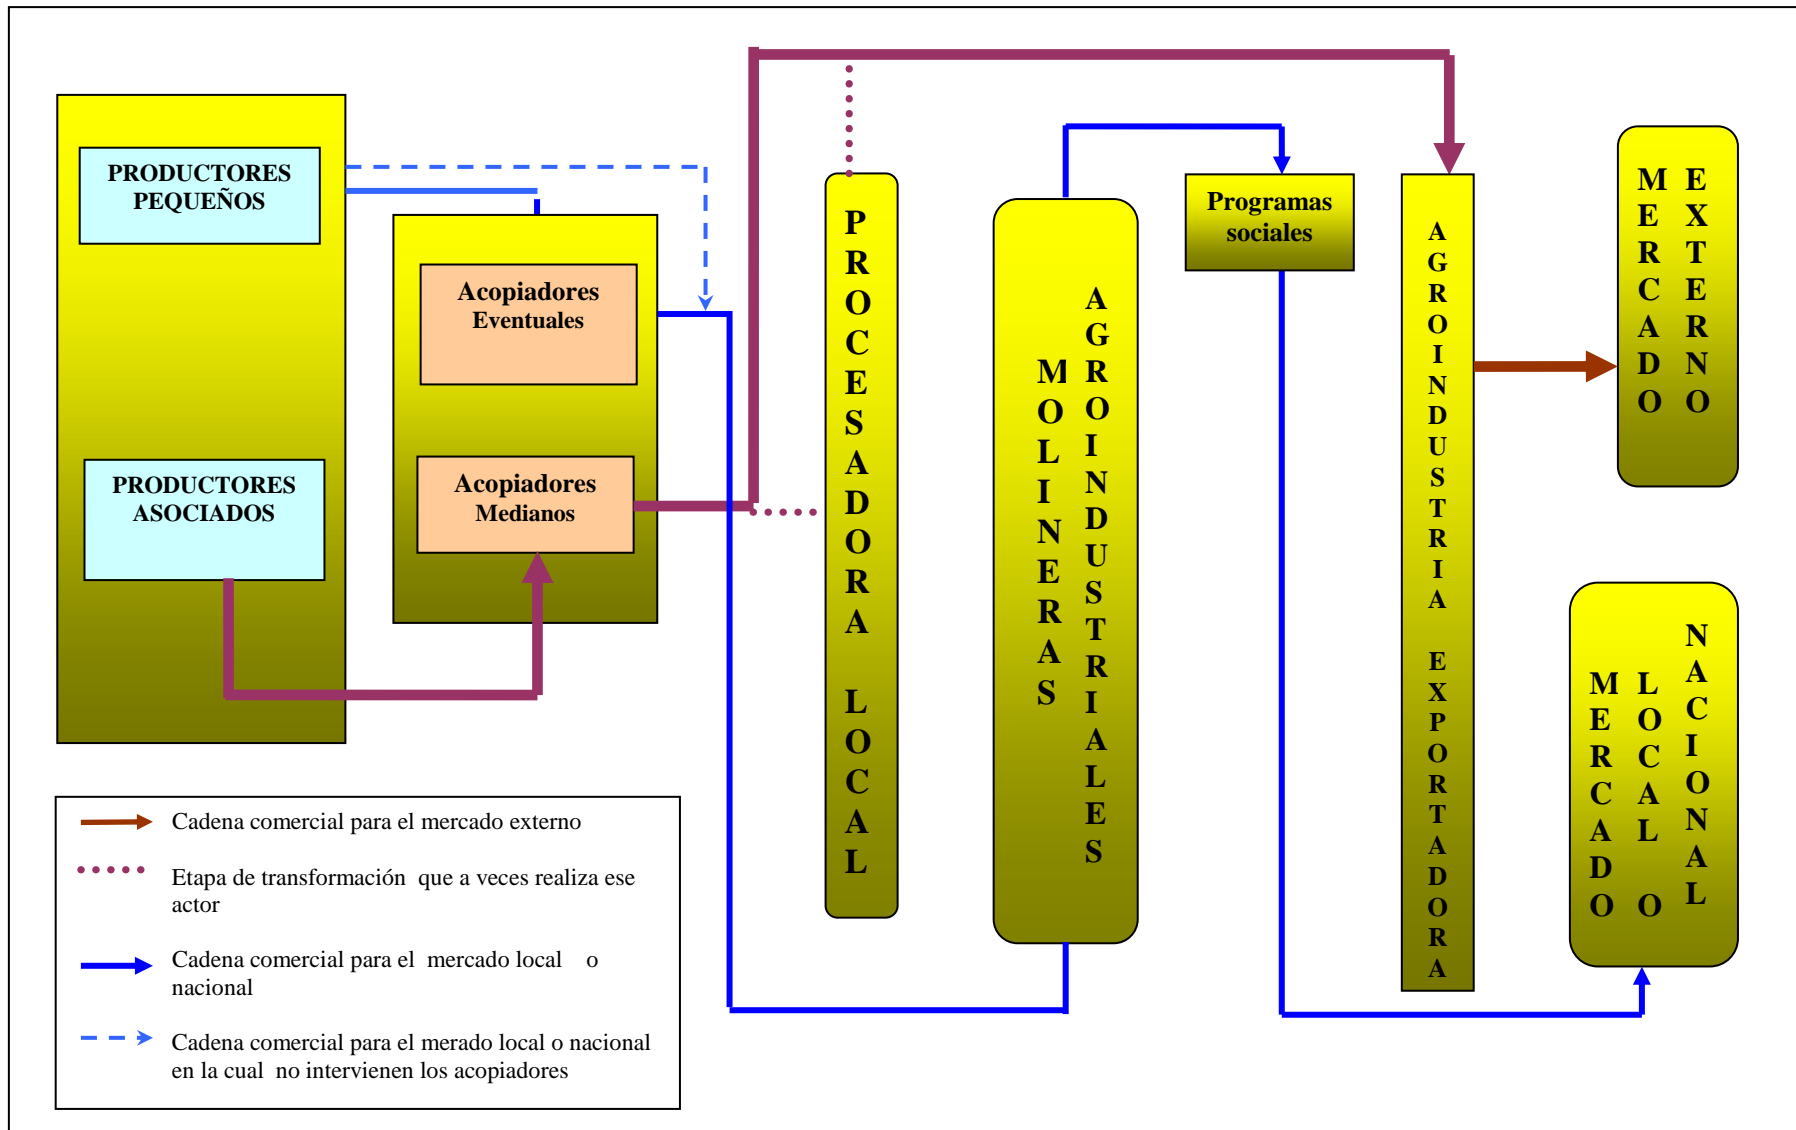 PRODUCTORES
PEQUEÑOS
PRODUCTORES
ASOCIADOS
Acopiadores
Eventuales
Acopiadores
Medianos
PROCESADORA LOCAL
MOLINERAS
AGROINDUSTRIALES
Programas
sociales
AGROINDUSTRIA EXPORTADORA
MERCADO
EXTERNO
MERCADO
LOCAL O
NACIONAL
Cadena comercial para el mercado externo
Etapa de transformación que a veces realiza ese
actor
Cadena comercial para el mercado local o
nacional
Cadena comercial para el merado local o nacional
en la cual no intervienen los acopiadores